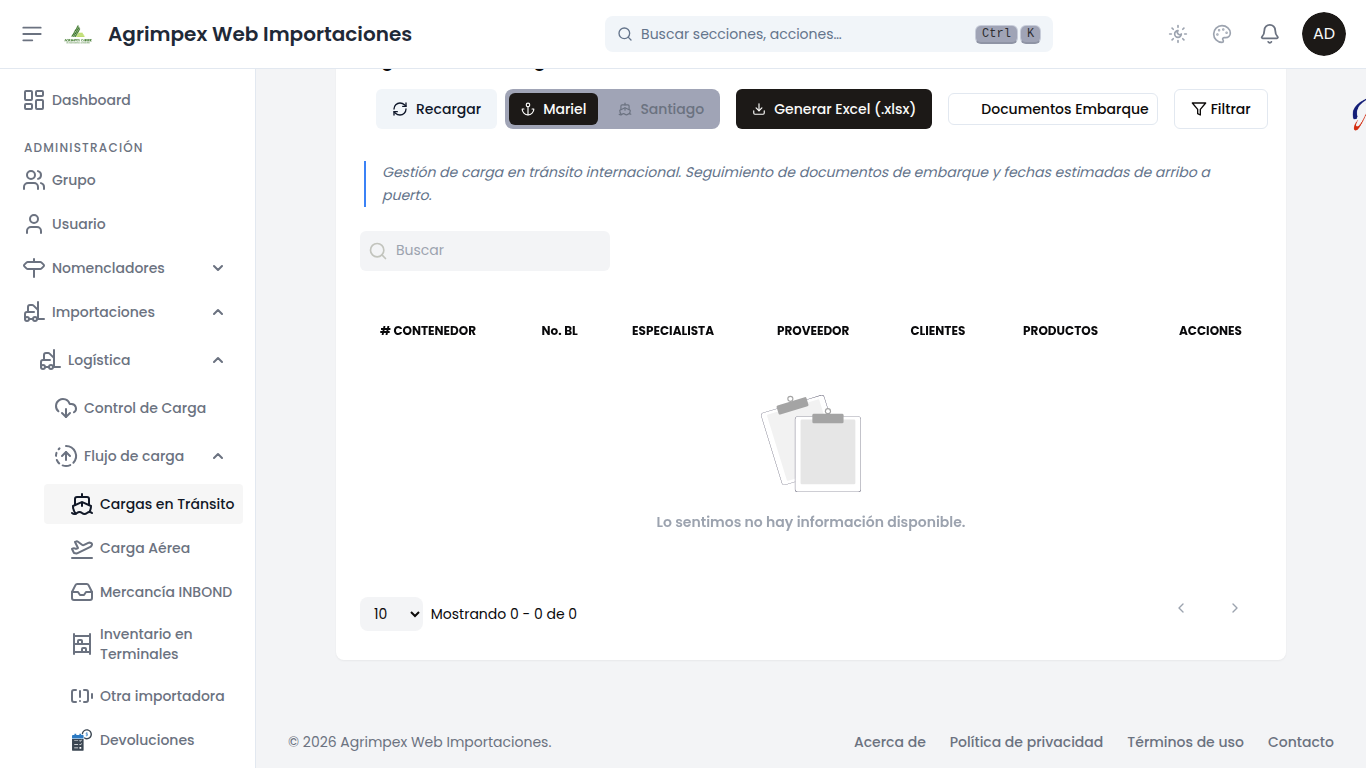 Agrimpex Web Importaciones
Buscar secciones, acciones...
Ctrl K
AD
Dashboard
ADMINISTRACIÓN
Grupo
Usuario
Nomencladores
Importaciones
Logística
Control de Carga
Flujo de carga
Cargas en Tránsito
Carga Aérea
Mercancía INBOND
Inventario en
Terminales
Otra importadora
Devoluciones
Recargar
Mariel
Santiago
Generar Excel (.xlsx)
Documentos Embarque
Filtrar
Gestión de carga en tránsito internacional. Seguimiento de documentos de embarque y fechas estimadas de arribo a
puerto.
Buscar
# CONTENEDOR No. BL ESPECIALISTA PROVEEDOR CLIENTES PRODUCTOS ACCIONES
Lo sentimos no hay información disponible.
10 Mostrando 0 - 0 de 0
© 2026 Agrimpex Web Importaciones.
Acerca de Política de privacidad Términos de uso Contacto